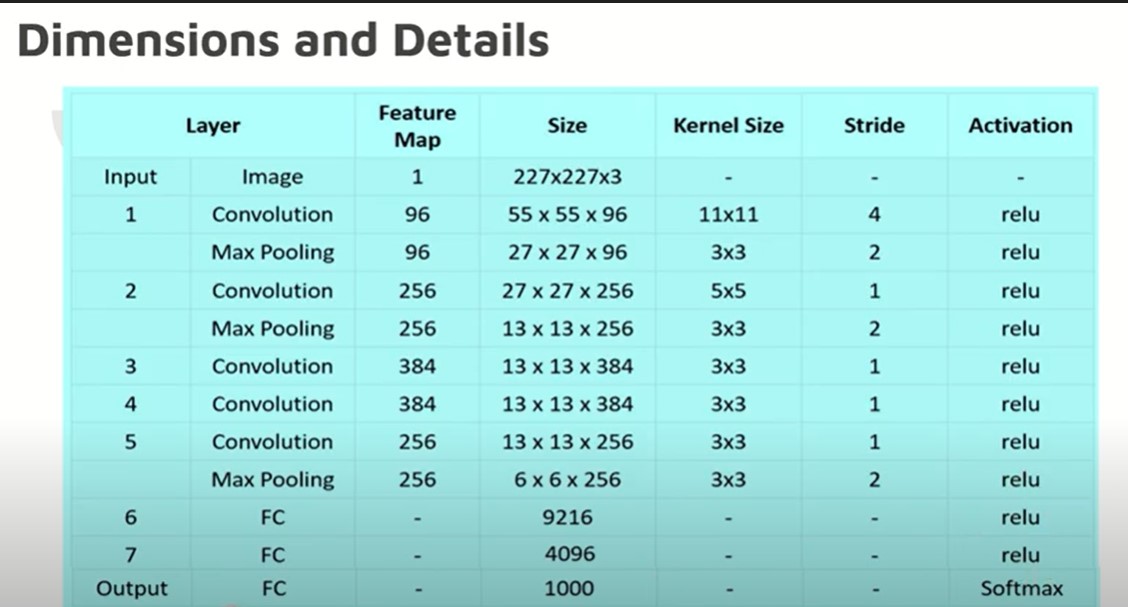 Dimensions and Details
Layer Feature Map Size Kernel Size Stride Activation
Input Image 1 227x227x3 - - -
1 Convolution 96 55 x 55 x 96 11x11 4 relu
Max Pooling 96 27 x 27 x 96 3x3 2 relu
2 Convolution 256 27 x 27 x 256 5x5 1 relu
Max Pooling 256 13 x 13 x 256 3x3 2 relu
3 Convolution 384 13 x 13 x 384 3x3 1 relu
4 Convolution 384 13 x 13 x 384 3x3 1 relu
5 Convolution 256 13 x 13 x 256 3x3 1 relu
Max Pooling 256 6 x 6 x 256 3x3 2 relu
6 FC - 9216 - - relu
7 FC - 4096 - - relu
Output FC - 1000 - - Softmax